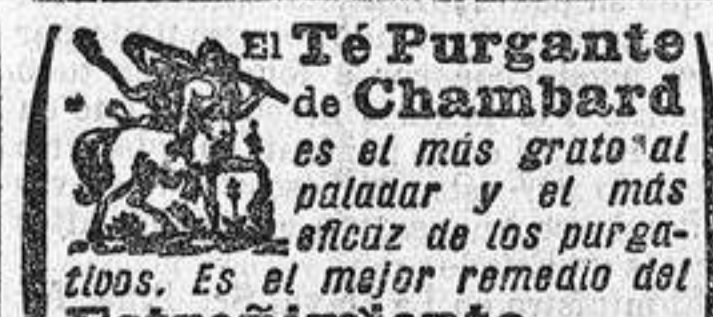 El Té Purgante
de Chambard
es el más grato al
paladar y el más
eficaz de los purga-
tivos. Es el mejor remedio del